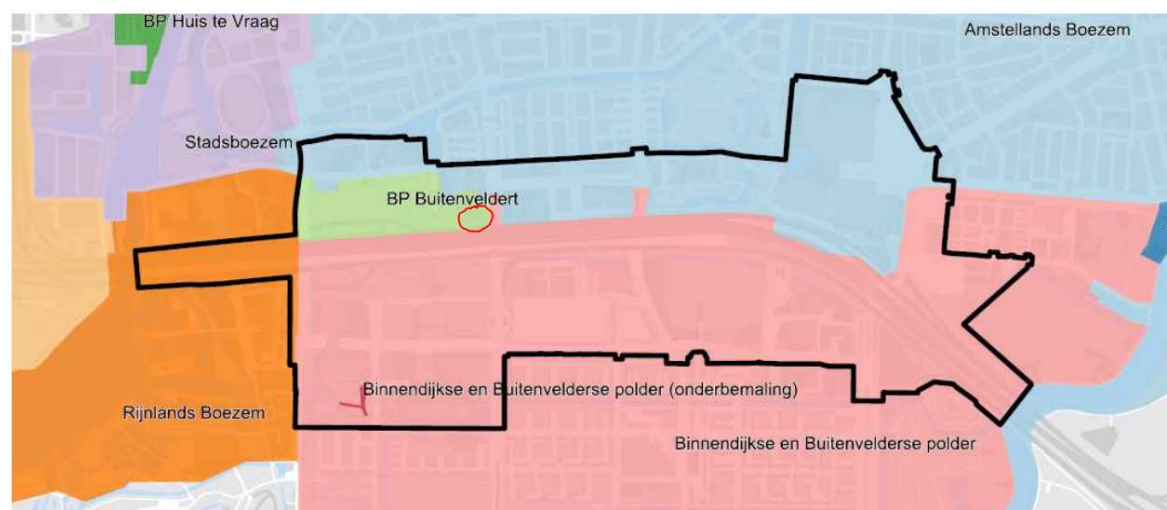 BP Huis te Vraag
Amstellands Boezem
Stadsboezem
BP Buitenveldert
Binnendijkse en Buitenvelderse polder (onderbemaling)
Rijnlands Boezem
Binnendijkse en Buitenvelderse polder